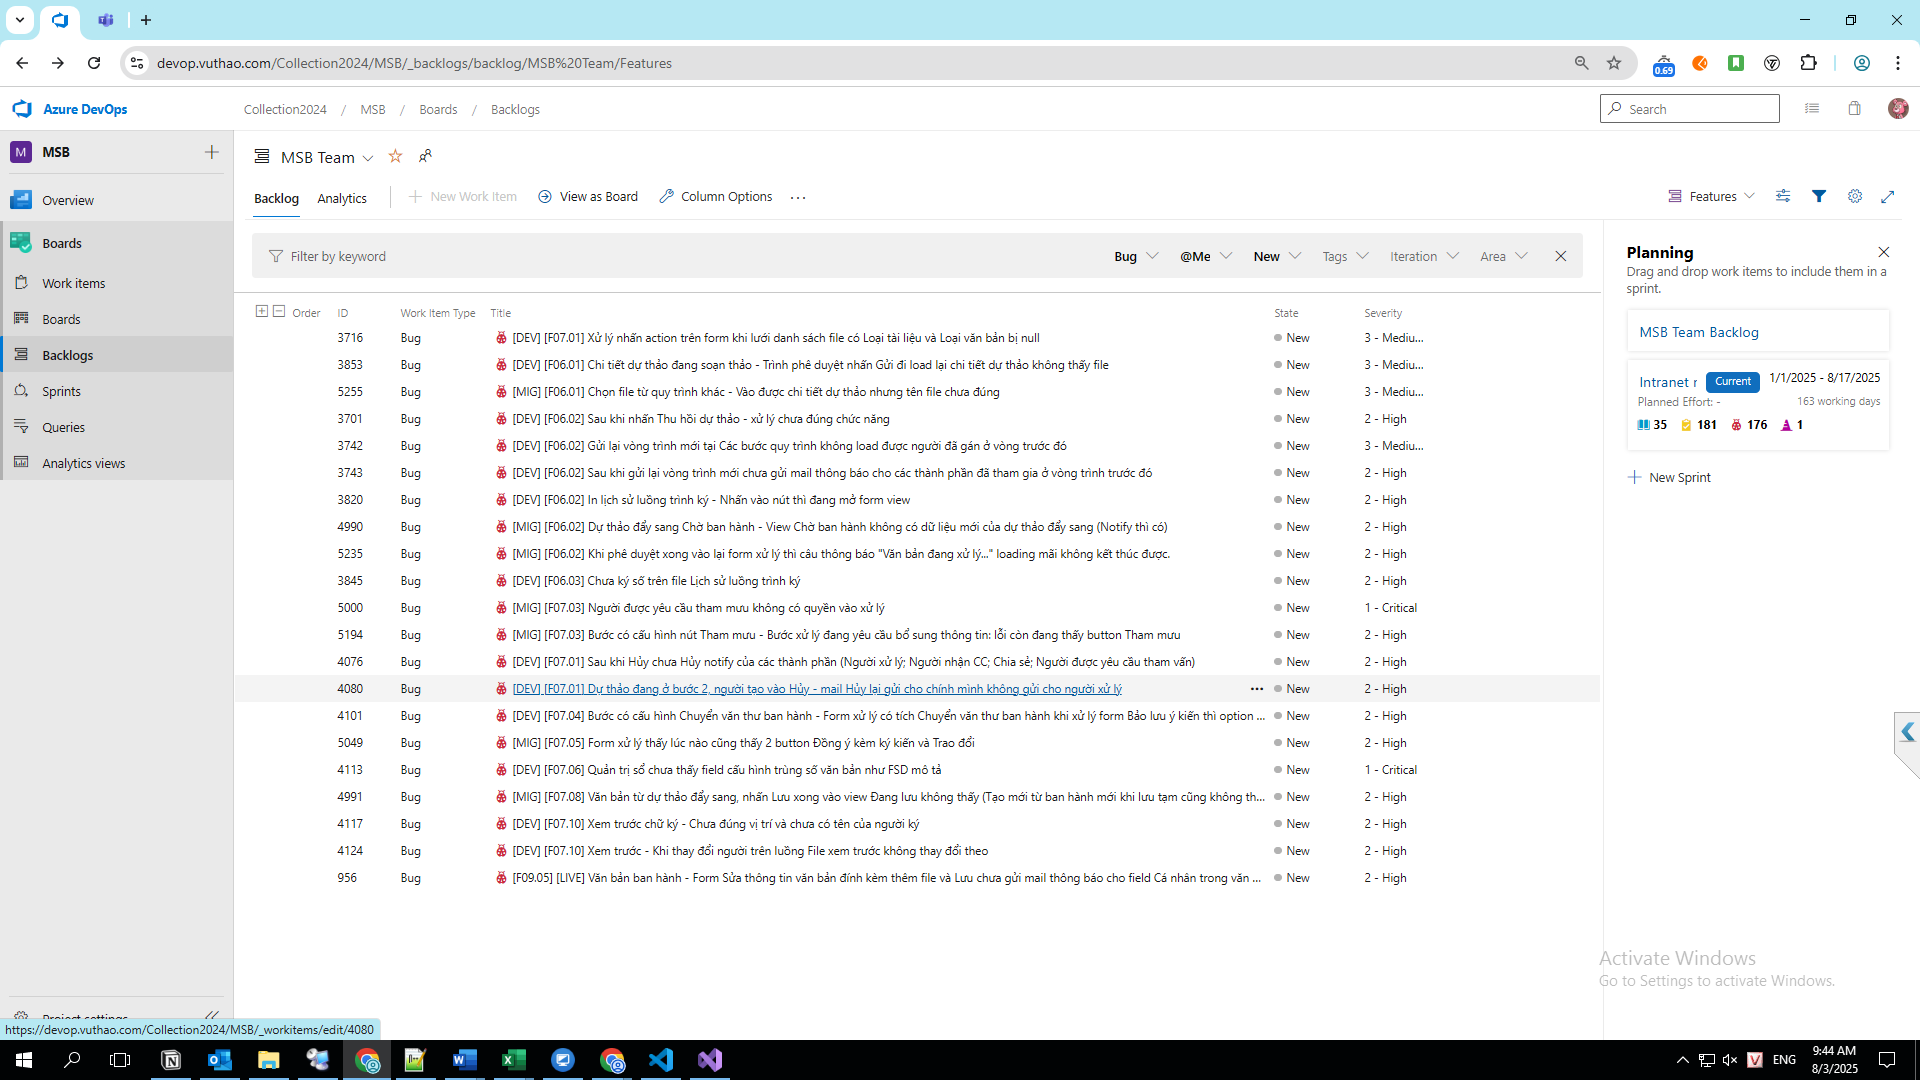 devop.vuthao.com/Collection2024/MSB/_backlogs/backlog/MSB%20Team/Features
0.69
Azure DevOps
Collection2024 / MSB / Boards / Backlogs
Search
M MSB
Overview
Boards
Work items
Boards
Backlogs
Sprints
Queries
Analytics views
Project settings
MSB Team
Backlog Analytics New Work Item View as Board Column Options ...
Features
Filter by keyword
Bug @Me New Tags Iteration Area
Order ID Work Item Type Title State Severity
3716 Bug [DEV] [F07.01] Xử lý nhấn action trên form khi lưới danh sách file có Loại tài liệu và Loại văn bản bị null New 3 - Mediu...
3853 Bug [DEV] [F06.01] Chi tiết dự thảo đang soạn thảo - Trình phê duyệt nhấn Gửi đi load lại chi tiết dự thảo không thấy file New 3 - Mediu...
5255 Bug [MIG] [F06.01] Chọn file từ quy trình khác - Vào được chi tiết dự thảo nhưng tên file chưa đúng New 3 - Mediu...
3701 Bug [DEV] [F06.02] Sau khi nhấn Thu hồi dự thảo - xử lý chưa đúng chức năng New 2 - High
3742 Bug [DEV] [F06.02] Gửi lại vòng trình mới tại Các bước quy trình không load được người đã gán ở vòng trước đó New 3 - Mediu...
3743 Bug [DEV] [F06.02] Sau khi gửi lại vòng trình mới chưa gửi mail thông báo cho các thành phần đã tham gia ở vòng trình trước đó New 2 - High
3820 Bug [DEV] [F06.02] In lịch sử luồng trình ký - Nhấn vào nút thì đang mở form view New 2 - High
4990 Bug [MIG] [F06.02] Dự thảo đẩy sang Chờ ban hành - View Chờ ban hành không có dữ liệu mới của dự thảo đẩy sang (Notify thì có) New 2 - High
5235 Bug [MIG] [F06.02] Khi phê duyệt xong vào lại form xử lý thì câu thông báo "Văn bản đang xử lý..." loading mãi không kết thúc được. New 2 - High
3845 Bug [DEV] [F06.03] Chưa ký số trên file Lịch sử luồng trình ký New 2 - High
5000 Bug [MIG] [F07.03] Người được yêu cầu tham mưu không có quyền vào xử lý New 1 - Critical
5194 Bug [MIG] [F07.03] Bước có cấu hình nút Tham mưu - Bước xử lý đang yêu cầu bổ sung thông tin: lỗi còn đang thấy button Tham mưu New 2 - High
4076 Bug [DEV] [F07.01] Sau khi Hủy chưa Hủy notify của các thành phần (Người xử lý; Người nhận CC; Chia sẻ; Người được yêu cầu tham vấn) New 2 - High
4080 Bug [DEV] [F07.01] Dự thảo đang ở bước 2, người tạo vào Hủy - mail Hủy lại gửi cho chính mình không gửi cho người xử lý ... New 2 - High
4101 Bug [DEV] [F07.04] Bước có cấu hình Chuyển văn thư ban hành - Form xử lý có tích Chuyển văn thư ban hành khi xử lý form Bảo lưu ý kiến thì option ... New 2 - High
5049 Bug [MIG] [F07.05] Form xử lý thấy lúc nào cũng thấy 2 button Đồng ý kèm ký kiến và Trao đổi New 2 - High
4113 Bug [DEV] [F07.06] Quản trị sổ chưa thấy field cấu hình trùng số văn bản như FSD mô tả New 1 - Critical
4991 Bug [MIG] [F07.08] Văn bản từ dự thảo đẩy sang, nhấn Lưu xong vào view Đang lưu không thấy (Tạo mới từ ban hành mới khi lưu tạm cũng không th... New 2 - High
4117 Bug [DEV] [F07.10] Xem trước chữ ký - Chưa đúng vị trí và chưa có tên của người ký New 2 - High
4124 Bug [DEV] [F07.10] Xem trước - Khi thay đổi người trên luồng File xem trước không thay đổi theo New 2 - High
956 Bug [F09.05] [LIVE] Văn bản ban hành - Form Sửa thông tin văn bản đính kèm thêm file và Lưu chưa gửi mail thông báo cho field Cá nhân trong văn ... New 2 - High
Planning
Drag and drop work items to include them in a
sprint.
MSB Team Backlog
Intranet r Current 1/1/2025 - 8/17/2025
Planned Effort: - 163 working days
35 181 176 1
New Sprint
Activate Windows
Go to Settings to activate Windows.
https://devop.vuthao.com/Collection2024/MSB/_workitems/edit/4080
ENG
9:44 AM
8/3/2025